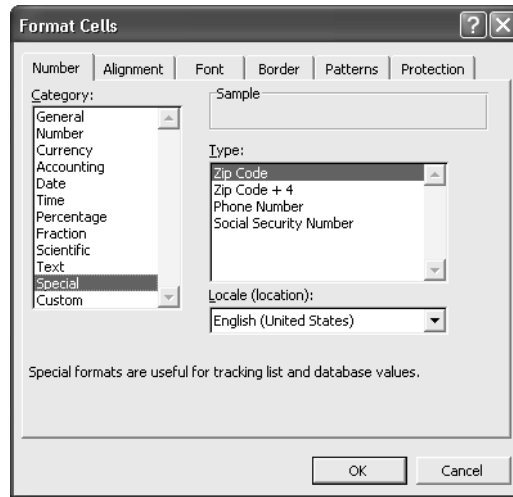 Format Cells
Number Alignment Font Border Patterns Protection
Category:
General
Number
Currency
Accounting
Date
Time
Percentage
Fraction
Scientific
Text
Special
Custom
Sample
Type:
Zip Code
Zip Code + 4
Phone Number
Social Security Number
Locale (location):
English (United States)
Special formats are useful for tracking list and database values.
OK Cancel